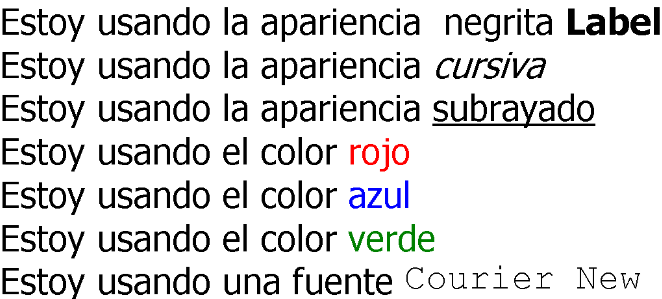 Estoy usando la apariencia  negrita Label
Estoy usando la apariencia cursiva
Estoy usando la apariencia subrayado
Estoy usando el color rojo
Estoy usando el color azul
Estoy usando el color verde
Estoy usando una fuente Courier New